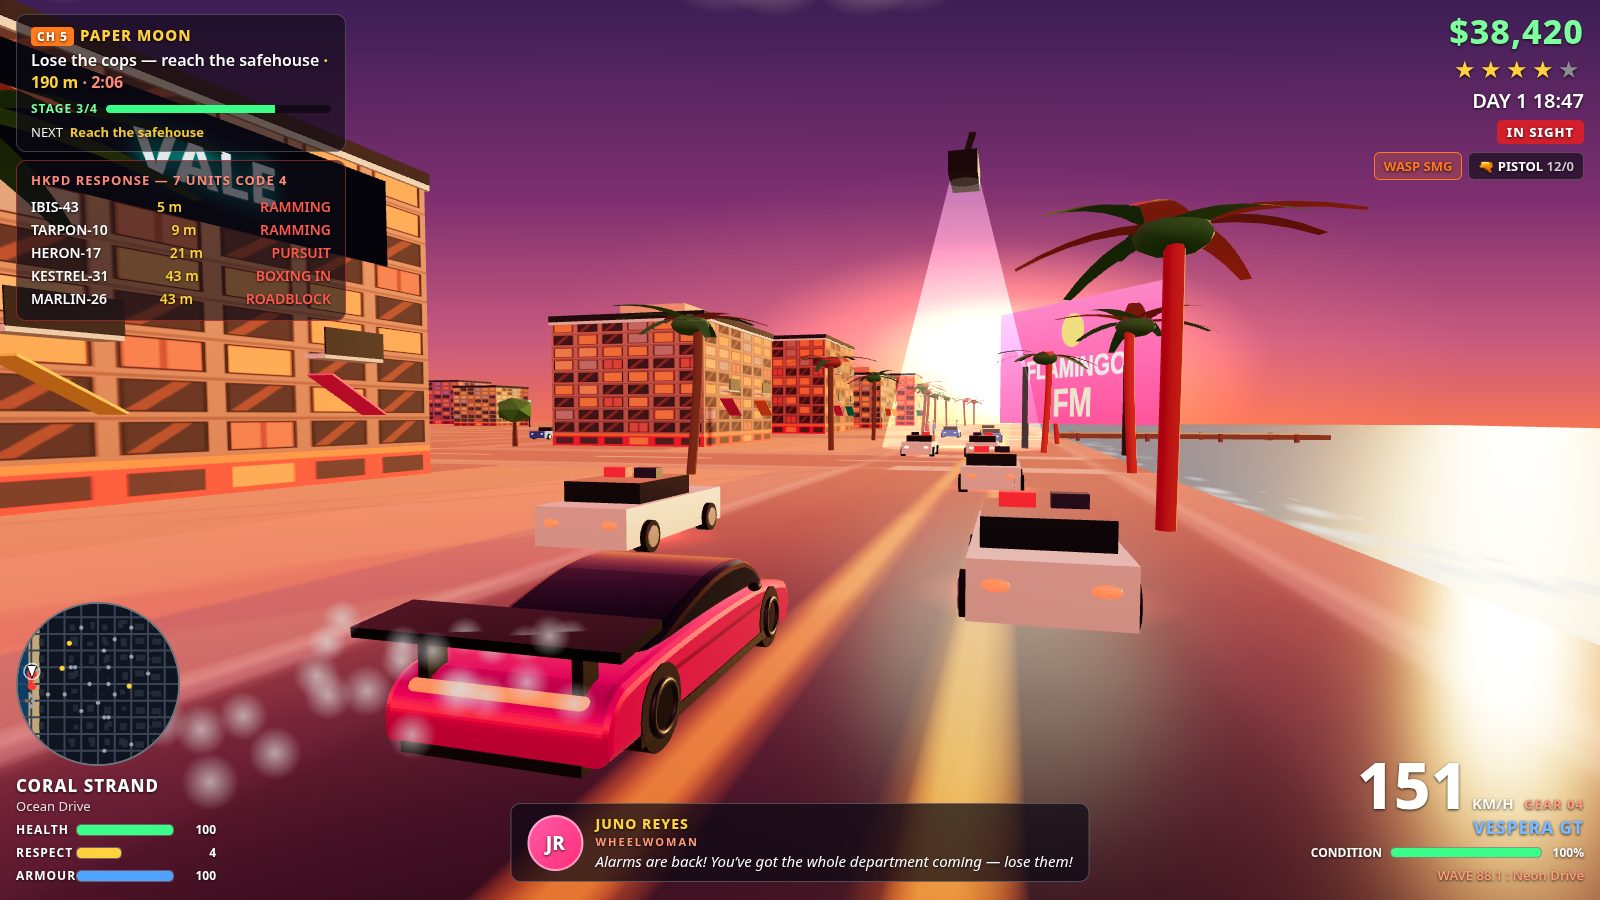 CH 5 PAPER MOON
Lose the cops — reach the safehouse ·
190 m · 2:06
STAGE 3/4
NEXT Reach the safehouse
VALE
HKPD RESPONSE — 7 UNITS CODE 4
IBIS-43 5 m RAMMING
TARPON-10 9 m RAMMING
HERON-17 21 m PURSUIT
KESTREL-31 43 m BOXING IN
MARLIN-26 43 m ROADBLOCK
$38,420
DAY 1 18:47
IN SIGHT
WASP SMG
PISTOL 12/0
FLAMINGO
FM
CORAL STRAND
Ocean Drive
HEALTH 100
RESPECT 4
ARMOUR 100
JR
JUNO REYES
WHEELWOMAN
Alarms are back! You've got the whole department coming — lose them!
151 KM/H GEAR 04
VESPERA GT
CONDITION 100%
WAVE 88.1 : Neon Drive